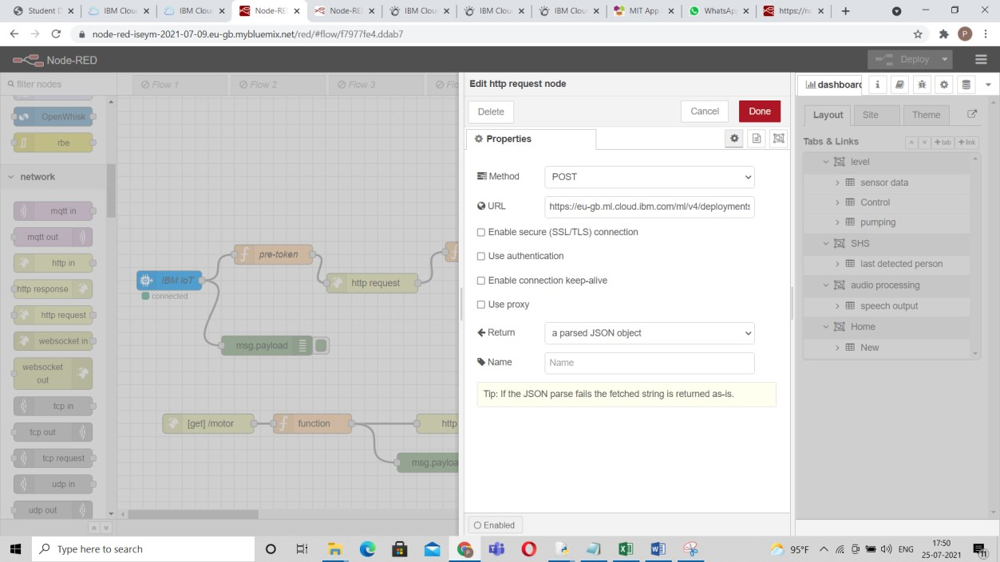 Student D
IBM Clou
IBM Clou
Node-RE
Node-RE
IBM Clou
IBM Clou
IBM Clou
MIT App
WhatsAp
https://no
node-red-iseym-2021-07-09.eu-gb.mybluemix.net/red/#flow/f7977fe4.ddab7
P
Node-RED
Deploy
filter nodes
Flow 1
Flow 2
Flow 3
Flo
Edit http request node
dashboard
Delete
Cancel
Done
Properties
Layout
Site
Theme
Tabs & Links
+tab
+link
OpenWhisk
rbe
network
mqtt in
mqtt out
http in
http response
http request
websocket in
websocket
out
tcp in
tcp out
tcp request
udp in
udp out
pre-token
IBM IoT
connected
http request
msg.payload
[get] /motor
function
http
msg.payloa
Method
POST
URL
https://eu-gb.ml.cloud.ibm.com/ml/v4/deployments
Enable secure (SSL/TLS) connection
Use authentication
Enable connection keep-alive
Use proxy
Return
a parsed JSON object
Name
Name
Tip: If the JSON parse fails the fetched string is returned as-is.
Enabled
level
sensor data
Control
pumping
SHS
last detected person
audio processing
speech output
Home
New
Type here to search
95°F
ENG
17:50
25-07-2021
11